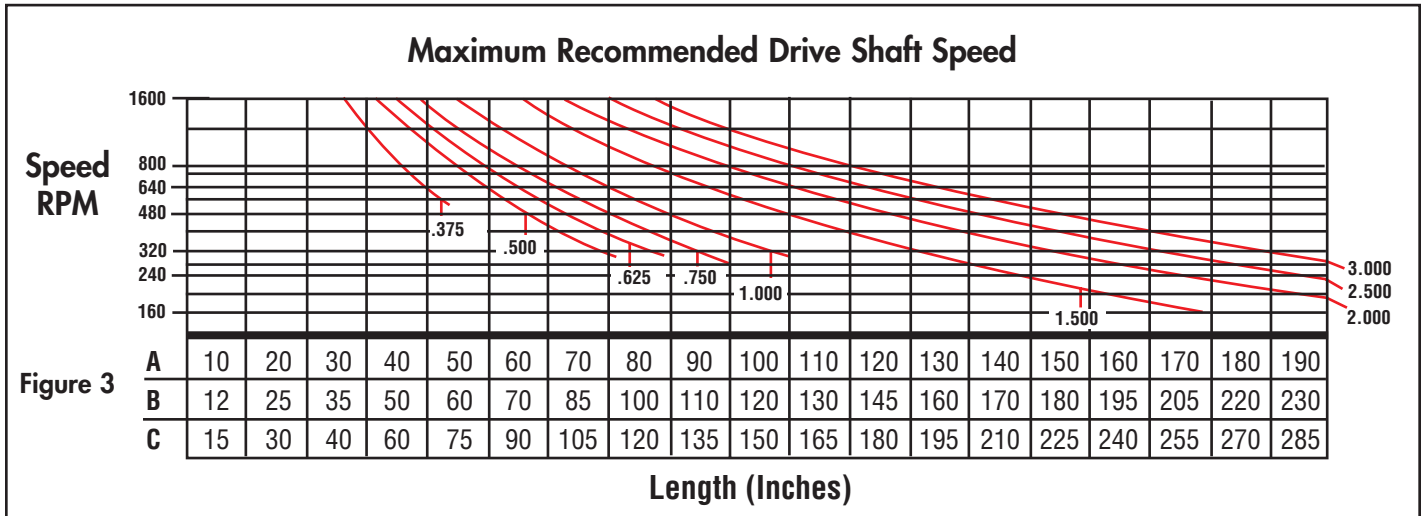 Maximum Recommended Drive Shaft Speed
Speed
RPM
1600
800
640
480
320
240
160
.375
.500
.625
.750
1.000
1.500
3.000
2.500
2.000
Figure 3
A 10 20 30 40 50 60 70 80 90 100 110 120 130 140 150 160 170 180 190
B 12 25 35 50 60 70 85 100 110 120 130 145 160 170 180 195 205 220 230
C 15 30 40 60 75 90 105 120 135 150 165 180 195 210 225 240 255 270 285
Length (Inches)